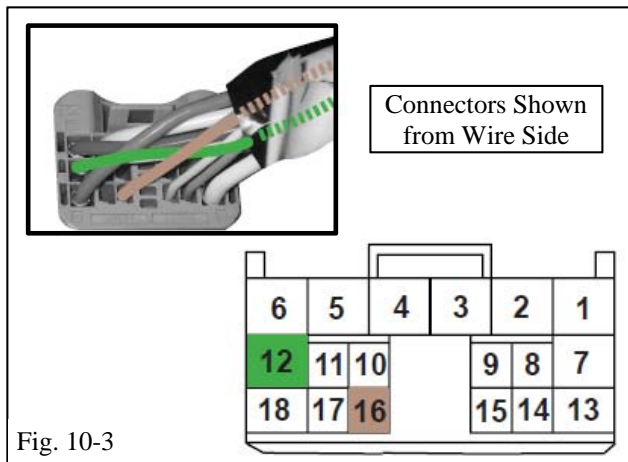 Connectors Shown
from Wire Side
6 5 4 3 2 1
12 11 10 9 8 7
18 17 16 15 14 13
Fig. 10-3